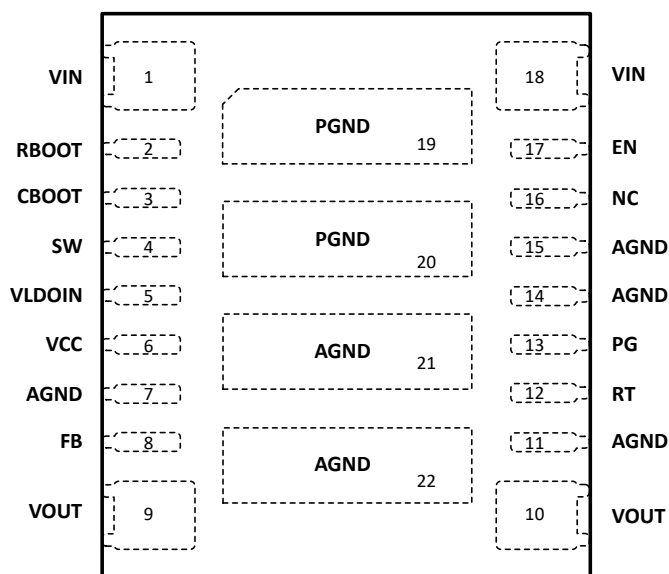 VIN 1 18 VIN
PGND 19
RBOOT 2 17 EN
CBOOT 3 16 NC
SW 4 PGND 20 15 AGND
VLDOIN 5 14 AGND
VCC 6 AGND 21 13 PG
AGND 7 12 RT
FB 8 11 AGND
AGND 22
VOUT 9 10 VOUT